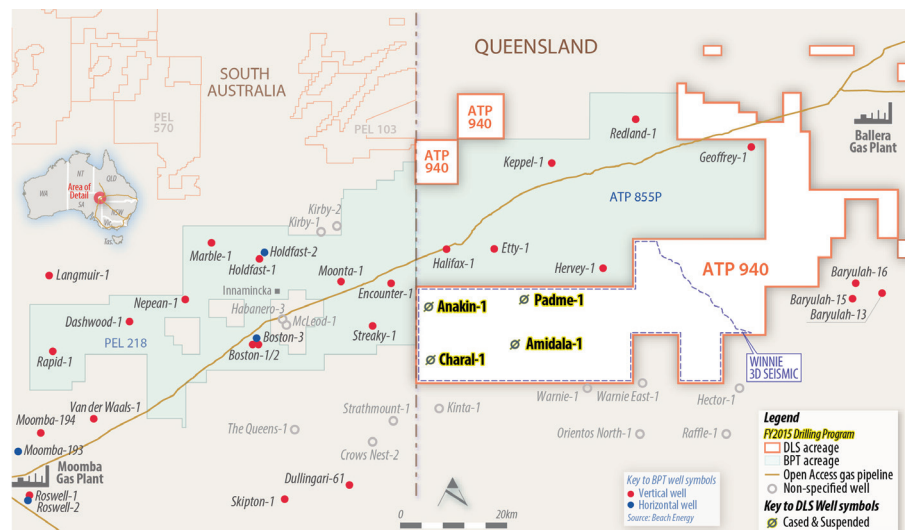 QUEENSLAND
SOUTH
AUSTRALIA
PEL
570
PEL 103
ATP
940
ATP
940
Redland-1
Keppel-1
Geoffrey-1
Ballera
Gas Plant
ATP 855P
Area of
Detail
WA
NT
QLD
SA
NSW
Vic
Tas
Kirby-2
Kirby-1
Holdfast-2
Marble-1
Holdfast-1
Halifax-1
Etty-1
Hervey-1
ATP 940
Langmuir-1
Moonta-1
Innamincka
Encounter-1
Nepean-1
Habanero-3
McLeod-1
Dashwood-1
PEL 218
Boston-3
Boston-1/2
Streaky-1
Rapid-1
Anakin-1
Padme-1
Charal-1
Amidala-1
Baryulah-16
Baryulah-15
Baryulah-13
WINNIE
3D SEISMIC
Van der Waals-1
Moomba-194
Moomba-193
Moomba
Gas Plant
Roswell-1
Roswell-2
Strathmount-1
Kinta-1
The Queens-1
Crows Nest-2
Dullingari-61
Skipton-1
Warnie-1
Warnie East-1
Hector-1
Orientos North-1
Raffle-1
Key to BPT well symbols
Vertical well
Horizontal well
Source: Beach Energy
0
20km
Legend
FY2015 Drilling Program
DLS acreage
BPT acreage
Open Access gas pipeline
Non-specified well
Key to DLS Well symbols
Cased & Suspended